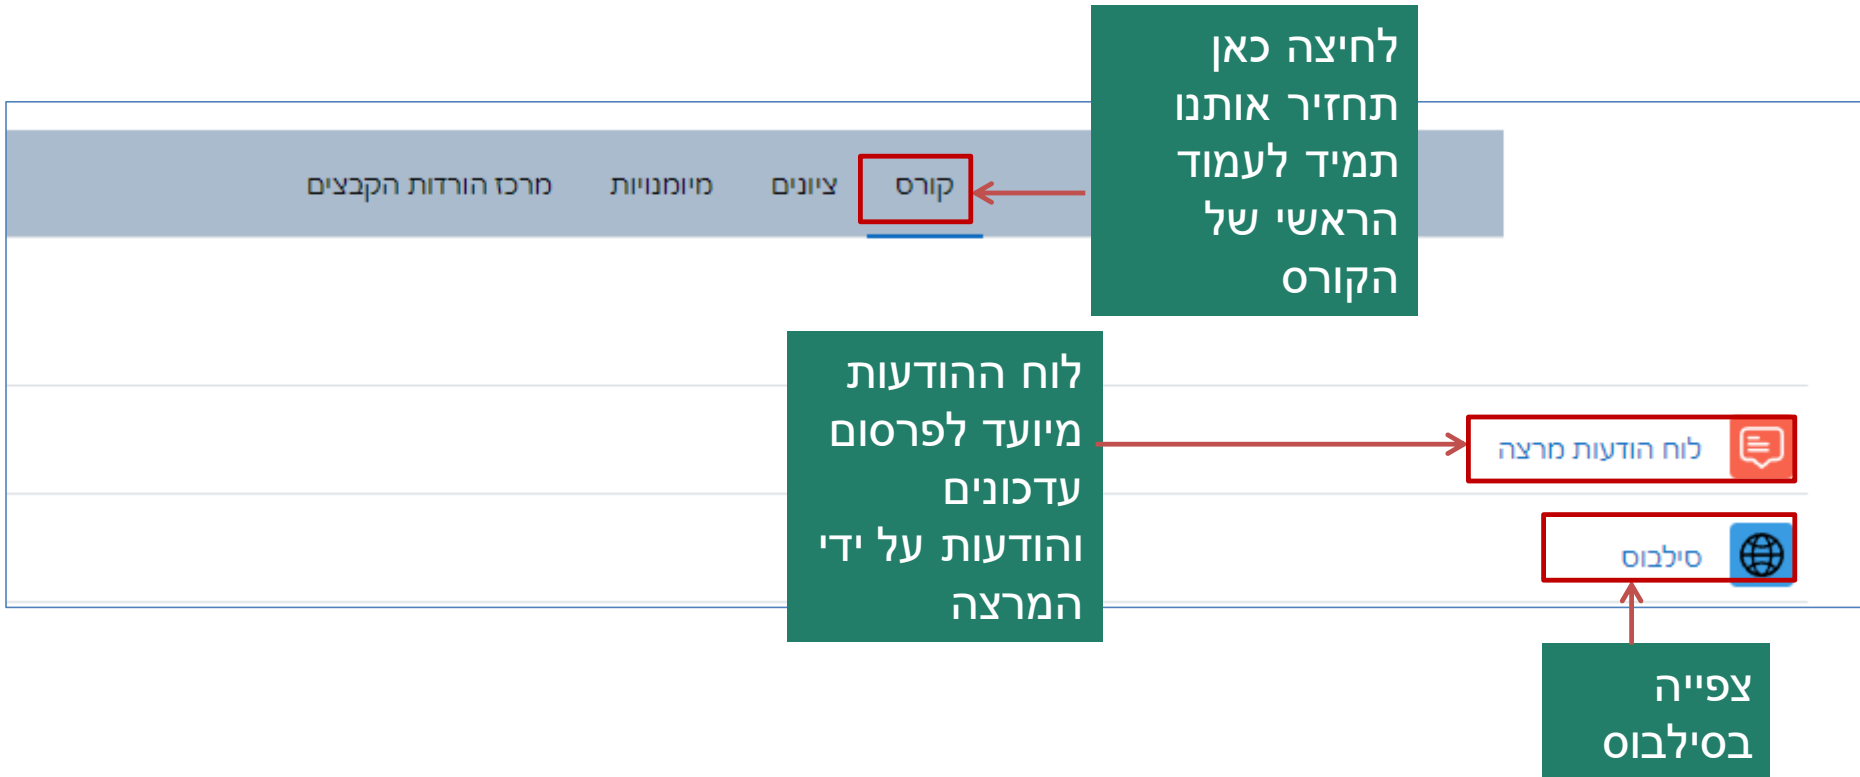 לחיצה כאן
תחזיר אותנו
תמיד לעמוד
הראשי של
הקורס
קורס ציונים מיומנויות מרכז הורדות הקבצים
לוח ההודעות
מיועד לפרסום
עדכונים
והודעות על ידי
המרצה
לוח הודעות מרצה
סילבוס
צפייה
בסילבוס